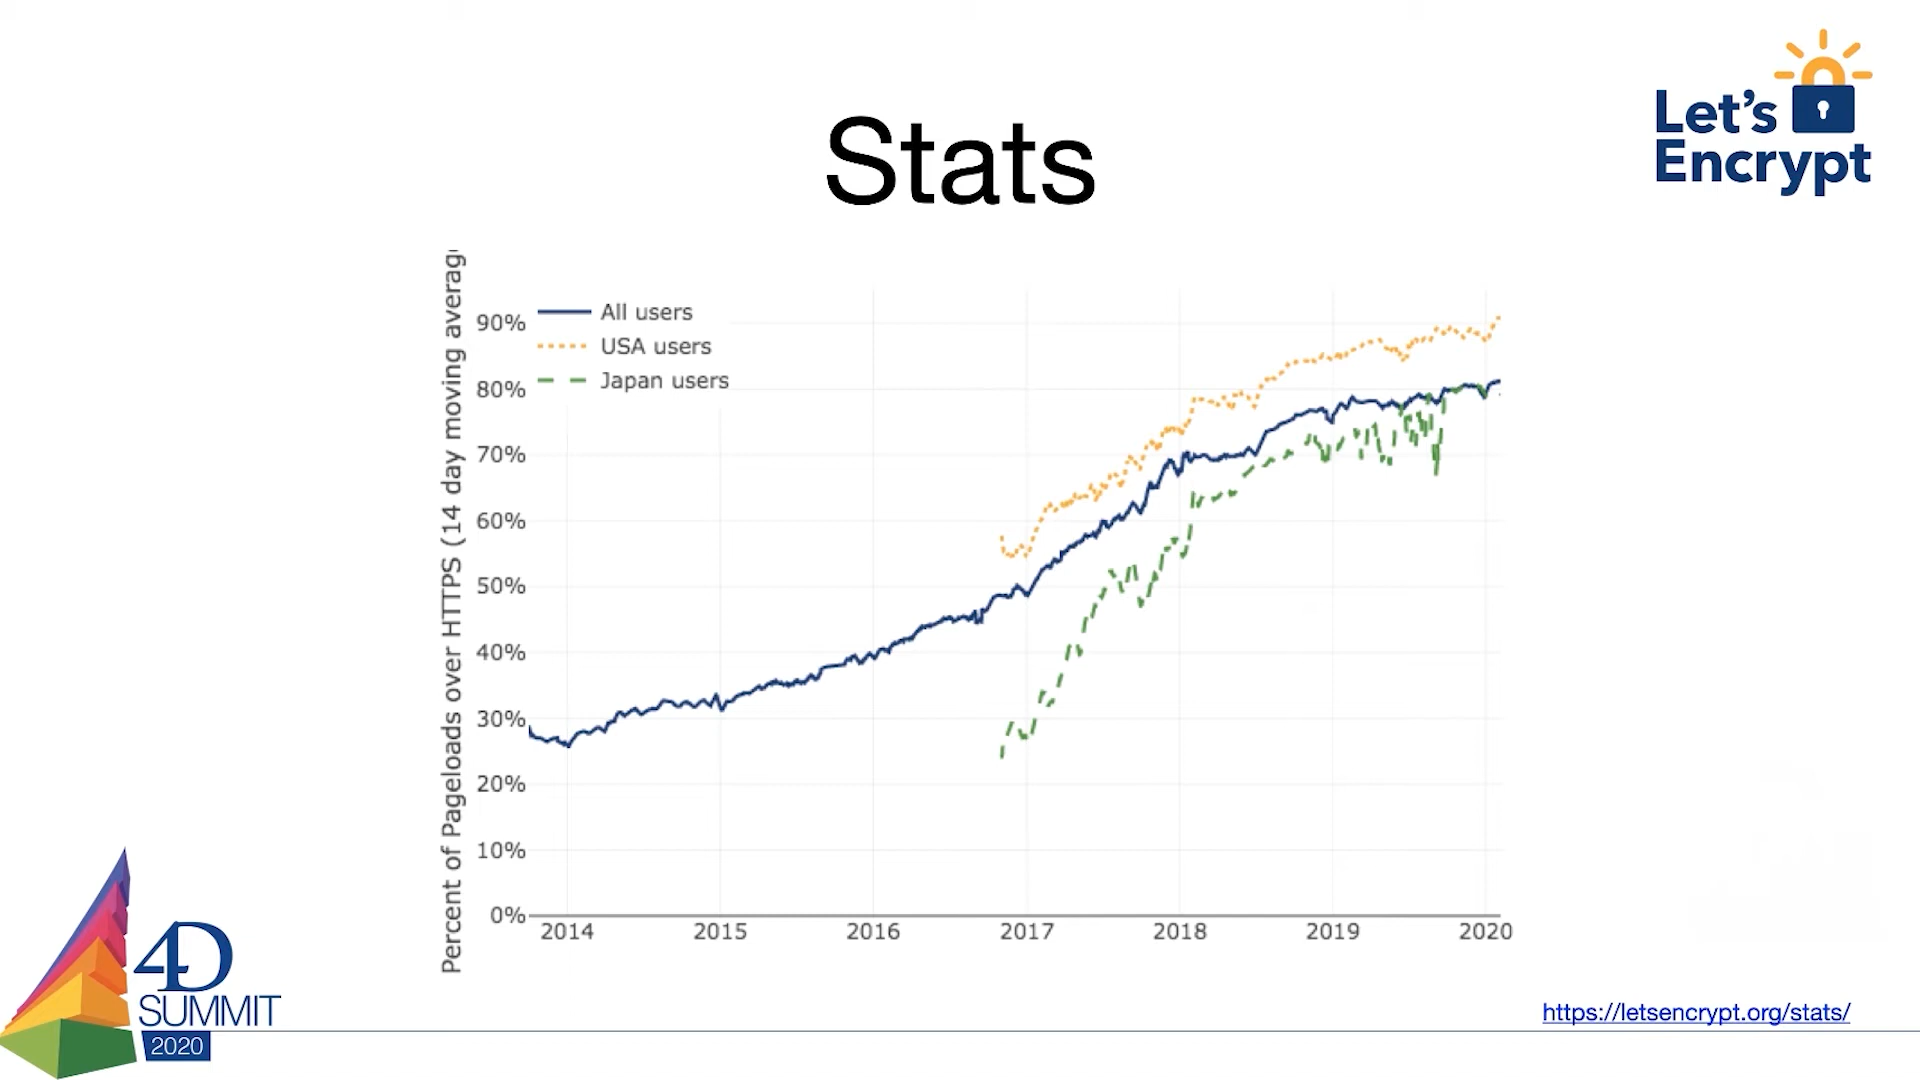 Stats
Let's
Encrypt
Percent of Pageloads over HTTPS (14 day moving averag
All users
USA users
Japan users
90%
80%
70%
60%
50%
40%
30%
20%
10%
0%
2014 2015 2016 2017 2018 2019 2020
4D
SUMMIT
2020
https://letsencrypt.org/stats/